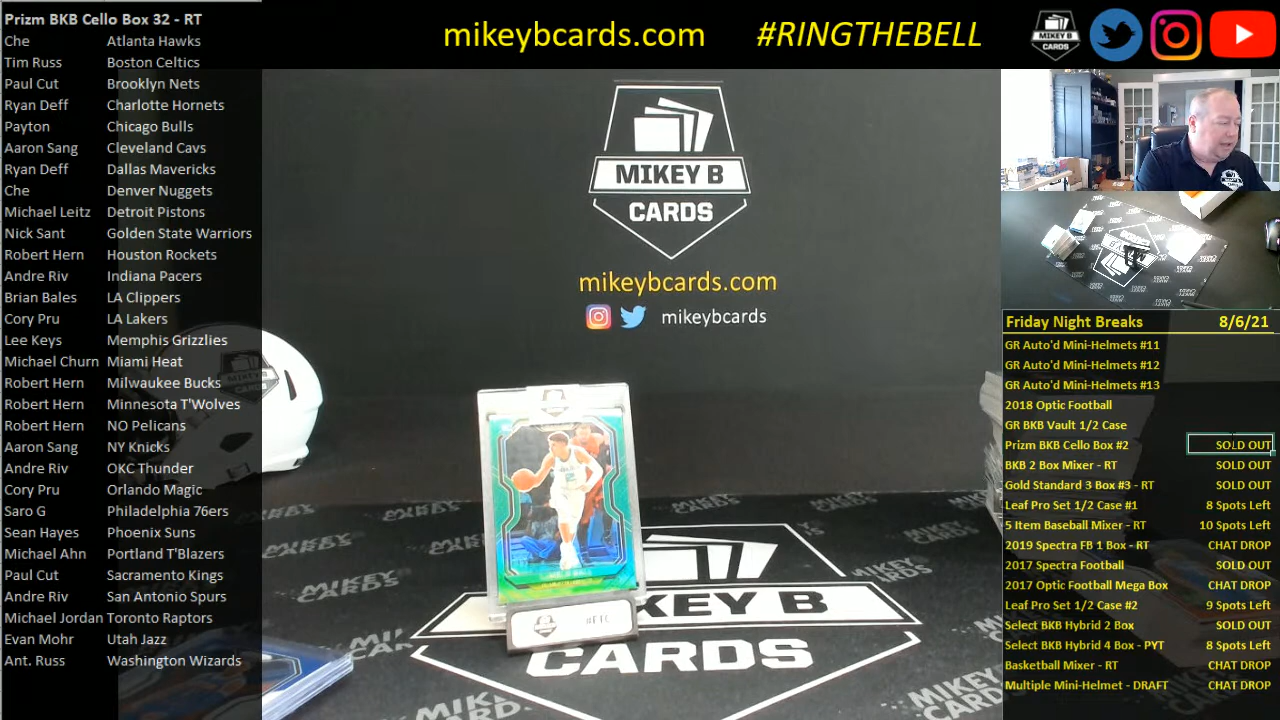 Prizm BKB Cello Box 32 - RT
Che Atlanta Hawks
Tim Russ Boston Celtics
Paul Cut Brooklyn Nets
Ryan Deff Charlotte Hornets
Payton Chicago Bulls
Aaron Sang Cleveland Cavs
Ryan Deff Dallas Mavericks
Che Denver Nuggets
Michael Leitz Detroit Pistons
Nick Sant Golden State Warriors
Robert Hern Houston Rockets
Andre Riv Indiana Pacers
Brian Bales LA Clippers
Cory Pru LA Lakers
Lee Keys Memphis Grizzlies
Michael Churn Miami Heat
Robert Hern Milwaukee Bucks
Robert Hern Minnesota T'Wolves
Robert Hern NO Pelicans
Aaron Sang NY Knicks
Andre Riv OKC Thunder
Cory Pru Orlando Magic
Saro G Philadelphia 76ers
Sean Hayes Phoenix Suns
Michael Ahn Portland T'Blazers
Paul Cut Sacramento Kings
Andre Riv San Antonio Spurs
Michael Jordan Toronto Raptors
Evan Mohr Utah Jazz
Ant. Russ Washington Wizards
mikeybcards.com #RINGTHEBELL
MIKEY B
CARDS
MIKEY B
CARDS
mikeybcards.com
mikeybcards
#FTC
KEY B
CARDS
Friday Night Breaks 8/6/21
GR Auto'd Mini-Helmets #11
GR Auto'd Mini-Helmets #12
GR Auto'd Mini-Helmets #13
2018 Optic Football
GR BKB Vault 1/2 Case
Prizm BKB Cello Box #2 SOLD OUT
BKB 2 Box Mixer - RT SOLD OUT
Gold Standard 3 Box #3 - RT SOLD OUT
Leaf Pro Set 1/2 Case #1 8 Spots Left
5 Item Baseball Mixer - RT 10 Spots Left
2019 Spectra FB 1 Box - RT CHAT DROP
2017 Spectra Football SOLD OUT
2017 Optic Football Mega Box CHAT DROP
Leaf Pro Set 1/2 Case #2 9 Spots Left
Select BKB Hybrid 2 Box SOLD OUT
Select BKB Hybrid 4 Box - PYT 8 Spots Left
Basketball Mixer - RT CHAT DROP
Multiple Mini-Helmet - DRAFT CHAT DROP